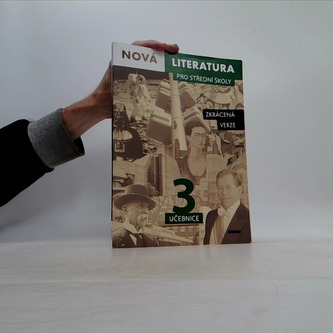 NOVÁ LITERATURA
PRO STŘEDNÍ ŠKOLY
ZKRÁCENÁ
VERZE
3
UČEBNICE